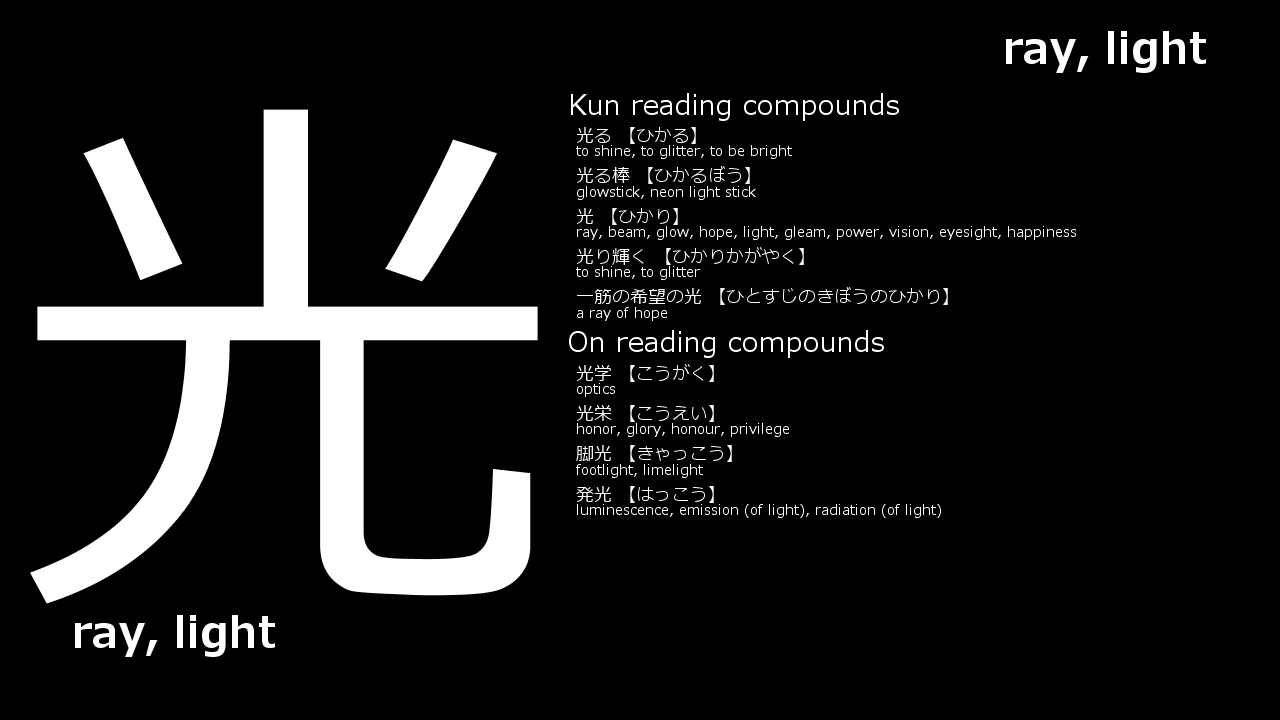 ray, light
光
Kun reading compounds
光る 【ひかる】
to shine, to glitter, to be bright
光る棒 【ひかるぼう】
glowstick, neon light stick
光 【ひかり】
ray, beam, glow, hope, light, gleam, power, vision, eyesight, happiness
光り輝く 【ひかりかがやく】
to shine, to glitter
一筋の希望の光 【ひとすじのきぼうのひかり】
a ray of hope
On reading compounds
光学 【こうがく】
optics
光栄 【こうえい】
honor, glory, honour, privilege
脚光 【きゃっこう】
footlight, limelight
発光 【はっこう】
luminescence, emission (of light), radiation (of light)
ray, light